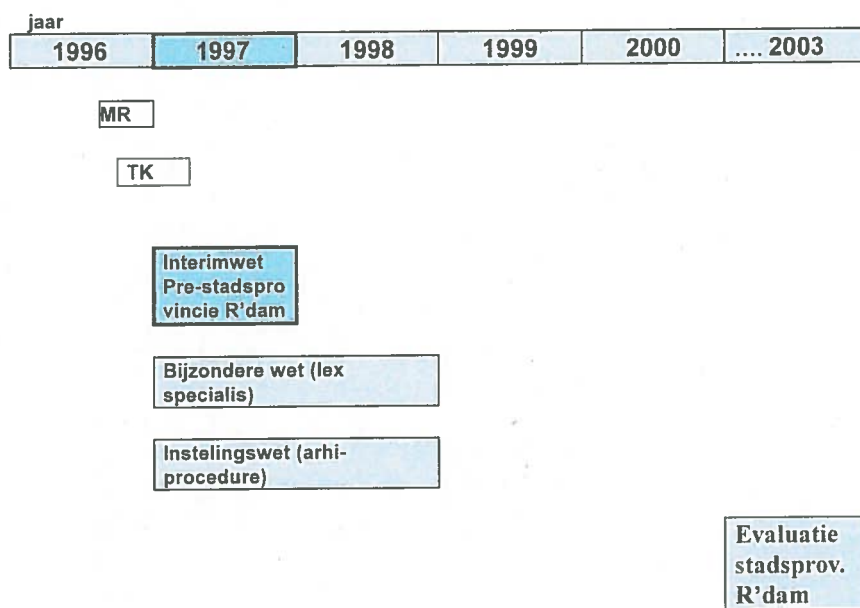 jaar
1996 1997 1998 1999 2000 .... 2003
MR
TK
Interimwet
Pre-stadspro
vincie R'dam
Bijzondere wet (lex
specialis)
Instelingswet (arhi-
procedure)
Evaluatie
stadsprov.
R'dam